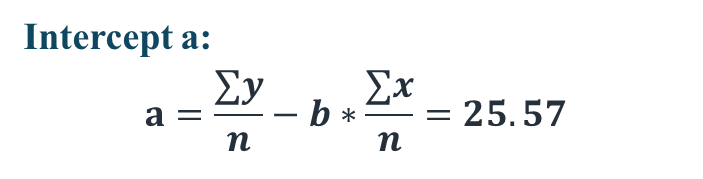 Intercept a:
a = ∑y/n − b * ∑x/n = 25.57